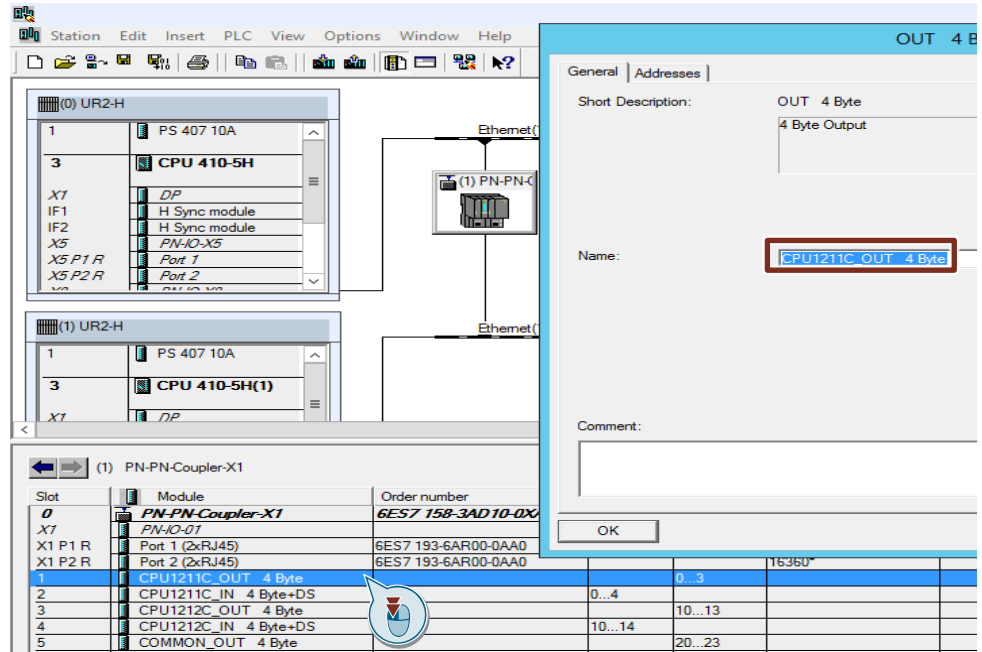 Station Edit Insert PLC View Options Window Help
(0) UR2-H
1 PS 407 10A
3 CPU 410-5H
X1 DP
IF1 H Sync module
IF2 H Sync module
X5 PN-IO-X5
X5 P1 R Port 1
X5 P2 R Port 2
Ethernet(
(1) PN-PN-C
(1) UR2-H
1 PS 407 10A
3 CPU 410-5H(1)
X1 DP
Ethernet(
OUT 4 B
General Addresses
Short Description: OUT 4 Byte
4 Byte Output
Name: CPU1211C_OUT 4 Byte
Comment:
OK
(1) PN-PN-Coupler-X1
Slot Module Order number
0 PN-PN-Coupler-X1 6ES7 158-3AD10-0XA
X1 PN-IO-01
X1 P1 R Port 1 (2xRJ45) 6ES7 193-6AR00-0AA0
X1 P2 R Port 2 (2xRJ45) 6ES7 193-6AR00-0AA0 16360*
1 CPU1211C_OUT 4 Byte 0...3
2 CPU1211C_IN 4 Byte+DS 0...4
3 CPU1212C_OUT 4 Byte 10...13
4 CPU1212C_IN 4 Byte+DS 10...14
5 COMMON_OUT 4 Byte 20...23